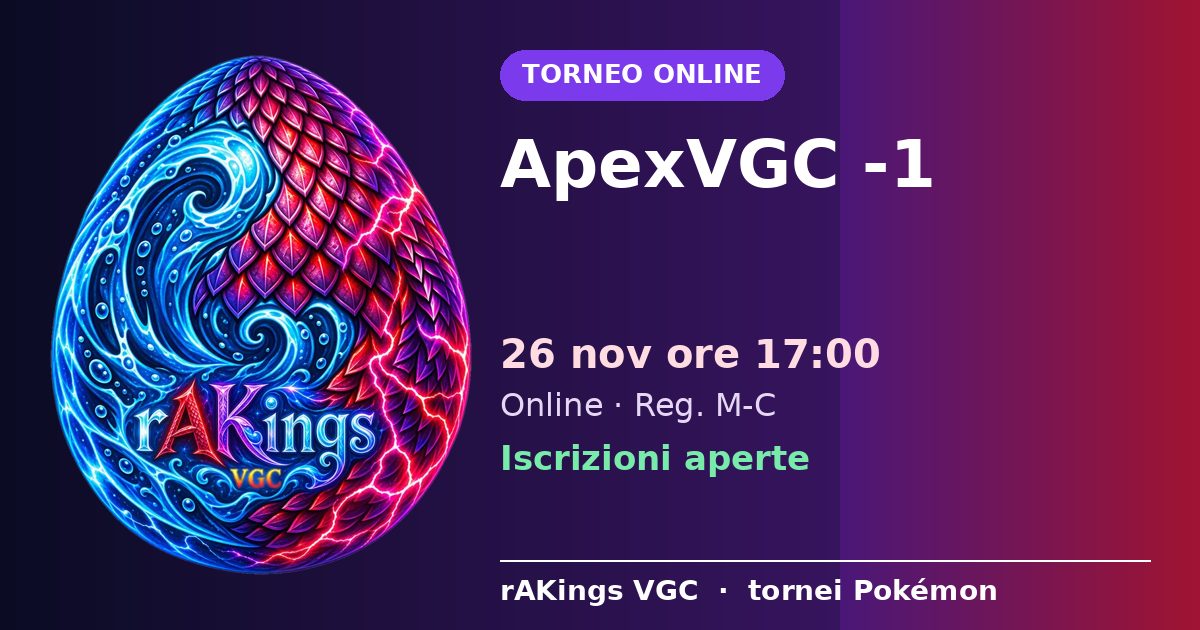 TORNEO ONLINE
ApexVGC -1
26 nov ore 17:00
Online · Reg. M-C
Iscrizioni aperte
rAKings
VGC
rAKings VGC · tornei Pokémon